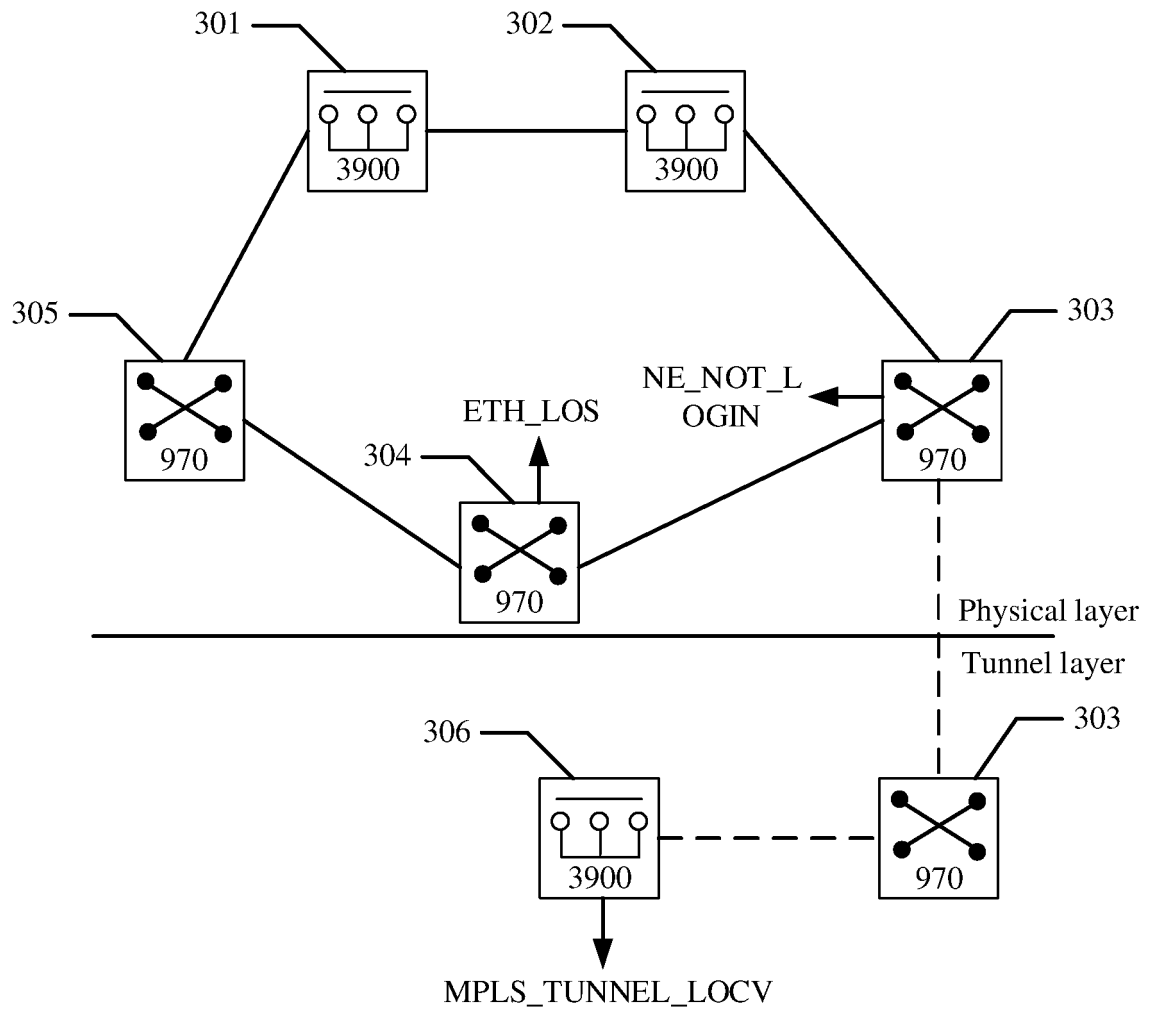 301
302
3900
3900
305
303
NE_NOT_L
OGIN
ETH_LOS
304
970
970
970
Physical layer
Tunnel layer
306
303
3900
970
MPLS_TUNNEL_LOCV